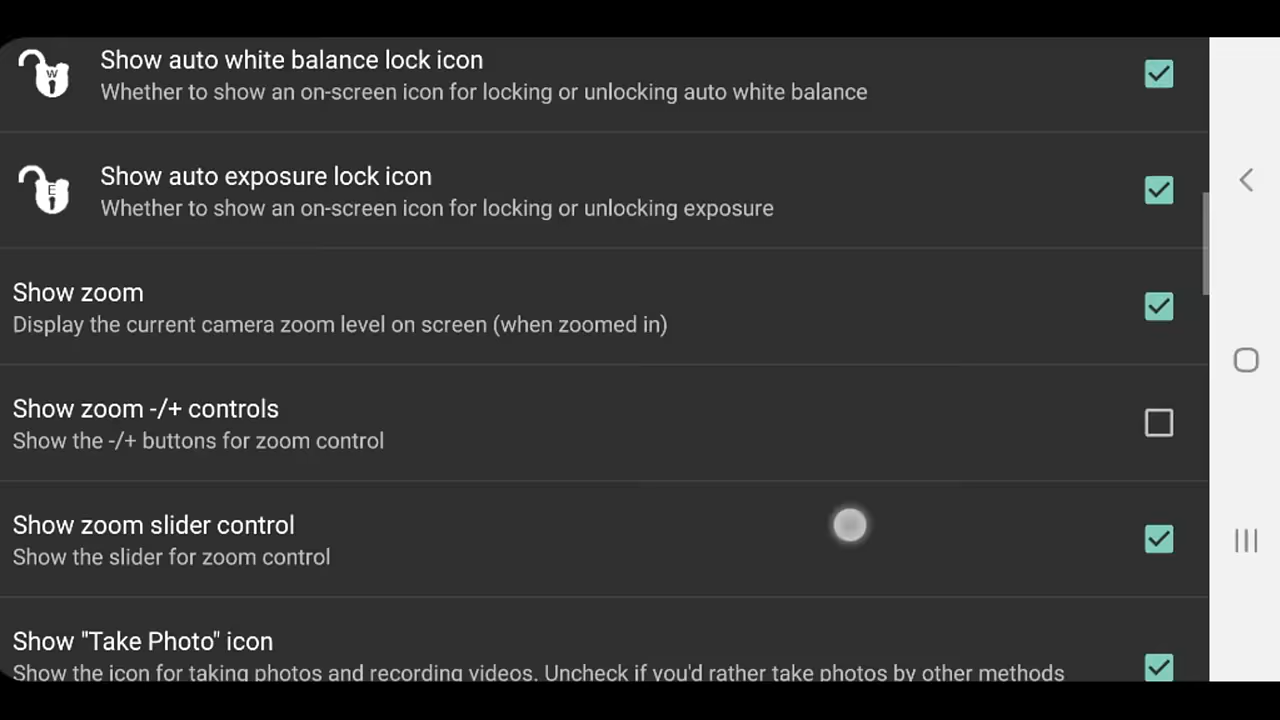 Show auto white balance lock icon
Whether to show an on-screen icon for locking or unlocking auto white balance
Show auto exposure lock icon
Whether to show an on-screen icon for locking or unlocking exposure
Show zoom
Display the current camera zoom level on screen (when zoomed in)
Show zoom -/+ controls
Show the -/+ buttons for zoom control
Show zoom slider control
Show the slider for zoom control
Show "Take Photo" icon
Show the icon for taking photos and recording videos. Uncheck if you'd rather take photos by other methods